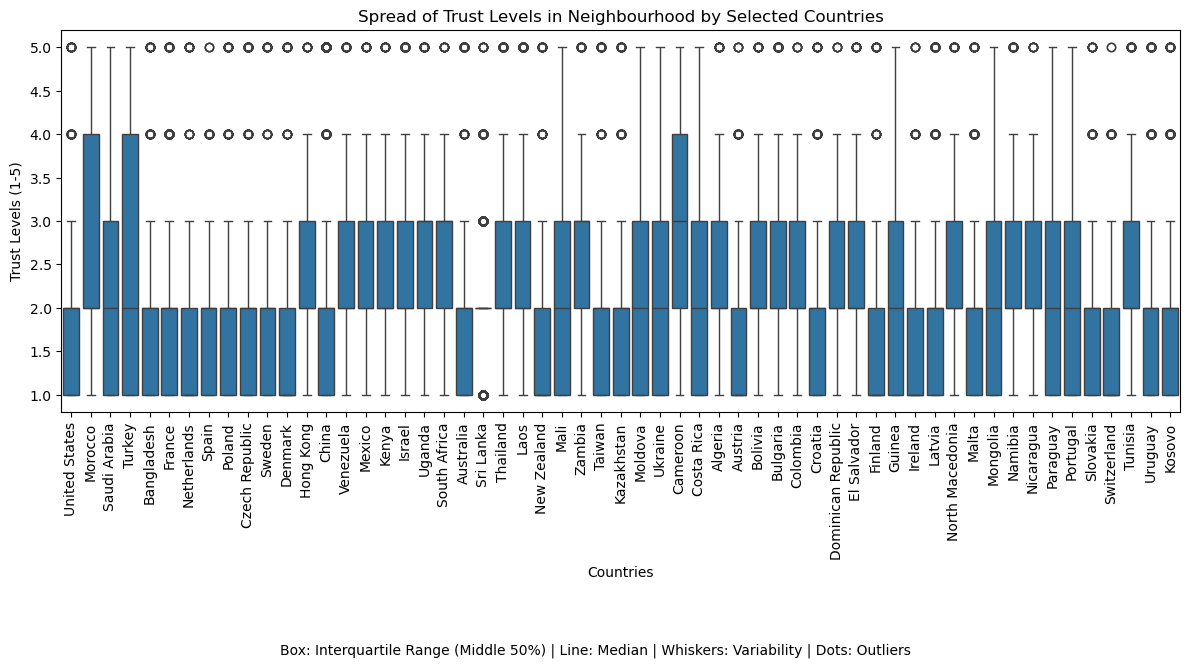 Spread of Trust Levels in Neighbourhood by Selected Countries
Trust Levels (1-5)
5.0
4.5
4.0
3.5
3.0
2.5
2.0
1.5
1.0
United States
Morocco
Saudi Arabia
Turkey
Bangladesh
France
Netherlands
Spain
Poland
Czech Republic
Sweden
Denmark
Hong Kong
China
Venezuela
Mexico
Kenya
Israel
Uganda
South Africa
Australia
Sri Lanka
Thailand
Laos
New Zealand
Mali
Zambia
Taiwan
Kazakhstan
Moldova
Ukraine
Cameroon
Costa Rica
Algeria
Austria
Bolivia
Bulgaria
Colombia
Croatia
Dominican Republic
El Salvador
Finland
Guinea
Ireland
Latvia
North Macedonia
Malta
Mongolia
Namibia
Nicaragua
Paraguay
Portugal
Slovakia
Switzerland
Tunisia
Uruguay
Kosovo
Countries
Box: Interquartile Range (Middle 50%) | Line: Median | Whiskers: Variability | Dots: Outliers